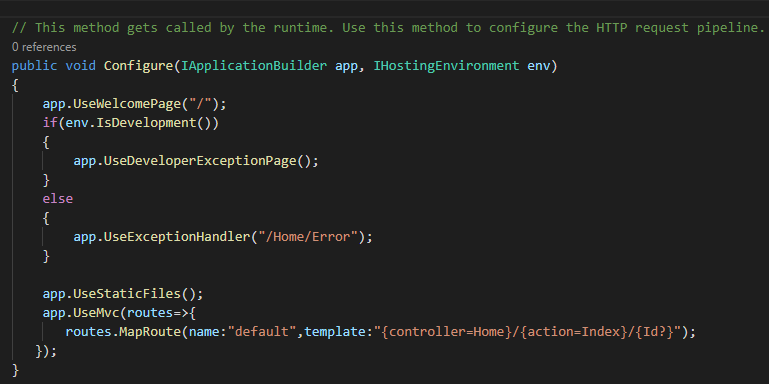 // This method gets called by the runtime. Use this method to configure the HTTP request pipeline.
0 references
public void Configure(IApplicationBuilder app, IHostingEnvironment env)
{
    app.UseWelcomePage("/");
    if(env.IsDevelopment())
    {
        app.UseDeveloperExceptionPage();
    }
    else
    {
        app.UseExceptionHandler("/Home/Error");
    }

    app.UseStaticFiles();
    app.UseMvc(routes=>{
       routes.MapRoute(name:"default",template:"{controller=Home}/{action=Index}/{Id?}");
   });
}